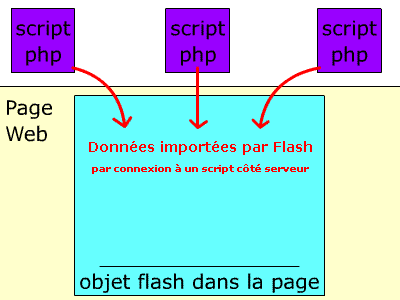 script
php
script
php
script
php
Page
Web
Données importées par Flash
par connexion à un script côté serveur
objet flash dans la page